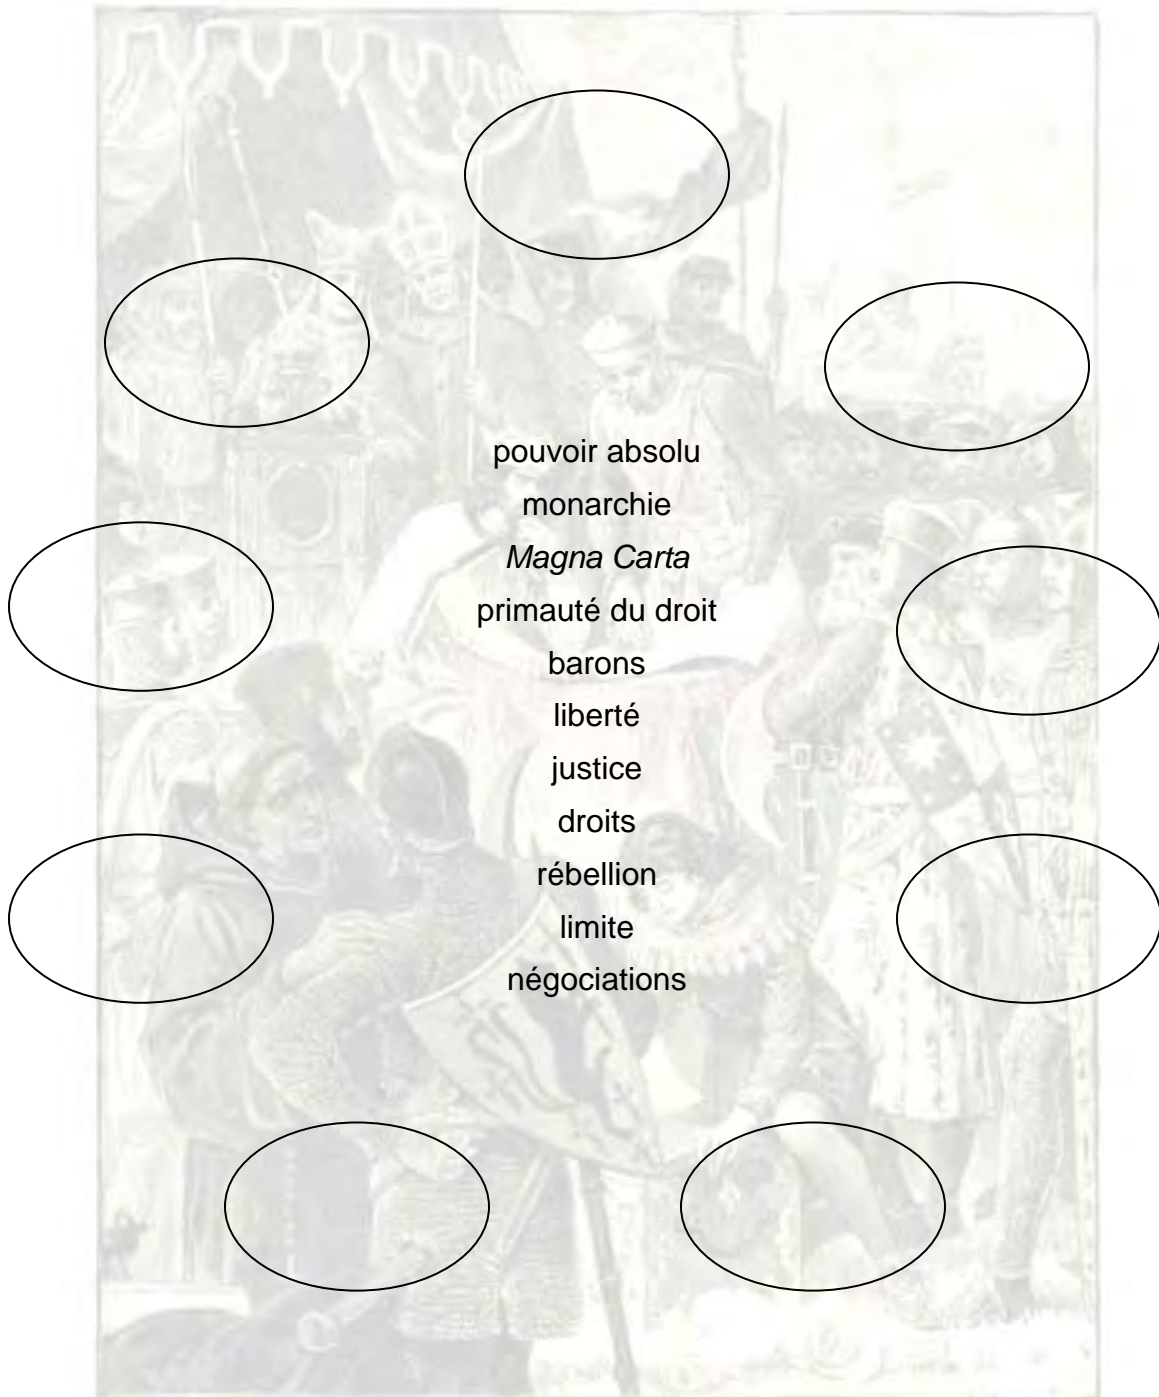 pouvoir absolu
monarchie
Magna Carta
primauté du droit
barons
liberté
justice
droits
rébellion
limite
négociations